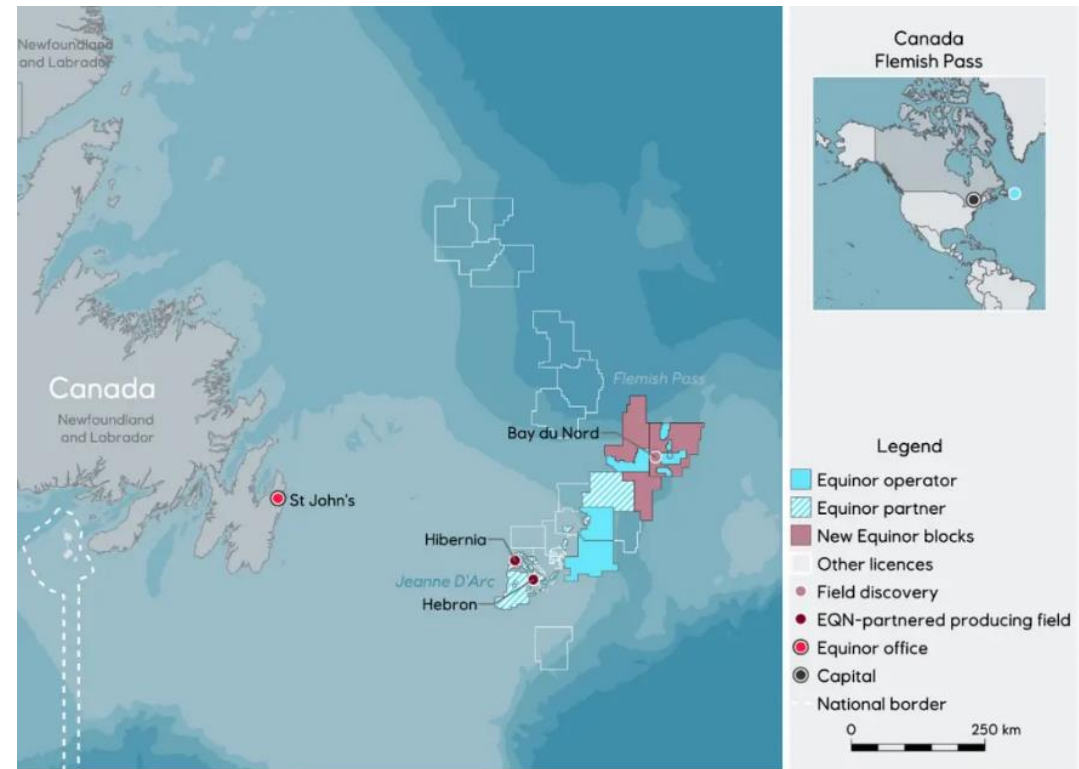 Newfoundland
and Labrador
Canada
Newfoundland
and Labrador
St John's
Flemish Pass
Bay du Nord
Hibernia
Jeanne D'Arc
Hebron
Canada
Flemish Pass
Legend
Equinor operator
Equinor partner
New Equinor blocks
Other licences
Field discovery
EQN-partnered producing field
Equinor office
Capital
National border
0 250 km